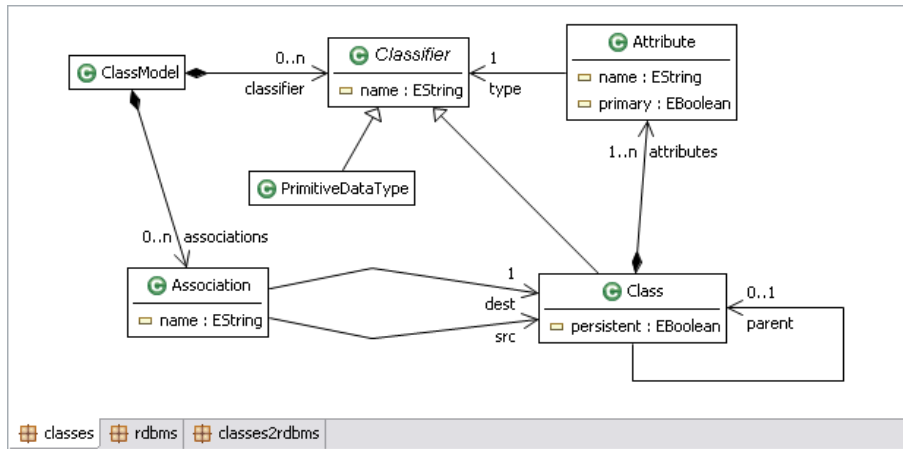 ClassModel
0..n
classifier
Classifier
name : EString
1
type
Attribute
name : EString
primary : EBoolean
1..n attributes
PrimitiveDataType
0..n associations
Association
name : EString
1
dest
src
Class
persistent : EBoolean
0..1
parent
classes rdbms classes2rdbms